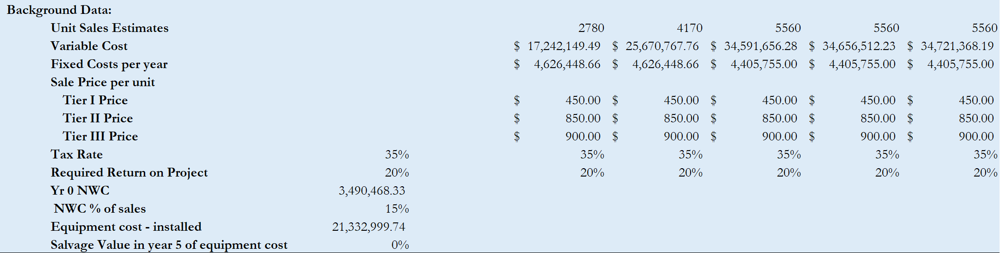 Background Data:
Unit Sales Estimates 2780 4170 5560 5560 5560
Variable Cost $ 17,242,149.49 $ 25,670,767.76 $ 34,591,656.28 $ 34,656,512.23 $ 34,721,368.19
Fixed Costs per year $ 4,626,448.66 $ 4,626,448.66 $ 4,405,755.00 $ 4,405,755.00 $ 4,405,755.00
Sale Price per unit
Tier I Price $ 450.00 $ 450.00 $ 450.00 $ 450.00 $ 450.00
Tier II Price $ 850.00 $ 850.00 $ 850.00 $ 850.00 $ 850.00
Tier III Price $ 900.00 $ 900.00 $ 900.00 $ 900.00 $ 900.00
Tax Rate 35% 35% 35% 35% 35% 35%
Required Return on Project 20% 20% 20% 20% 20% 20%
Yr 0 NWC 3,490,468.33
NWC % of sales 15%
Equipment cost - installed 21,332,999.74
Salvage Value in year 5 of equipment cost 0%